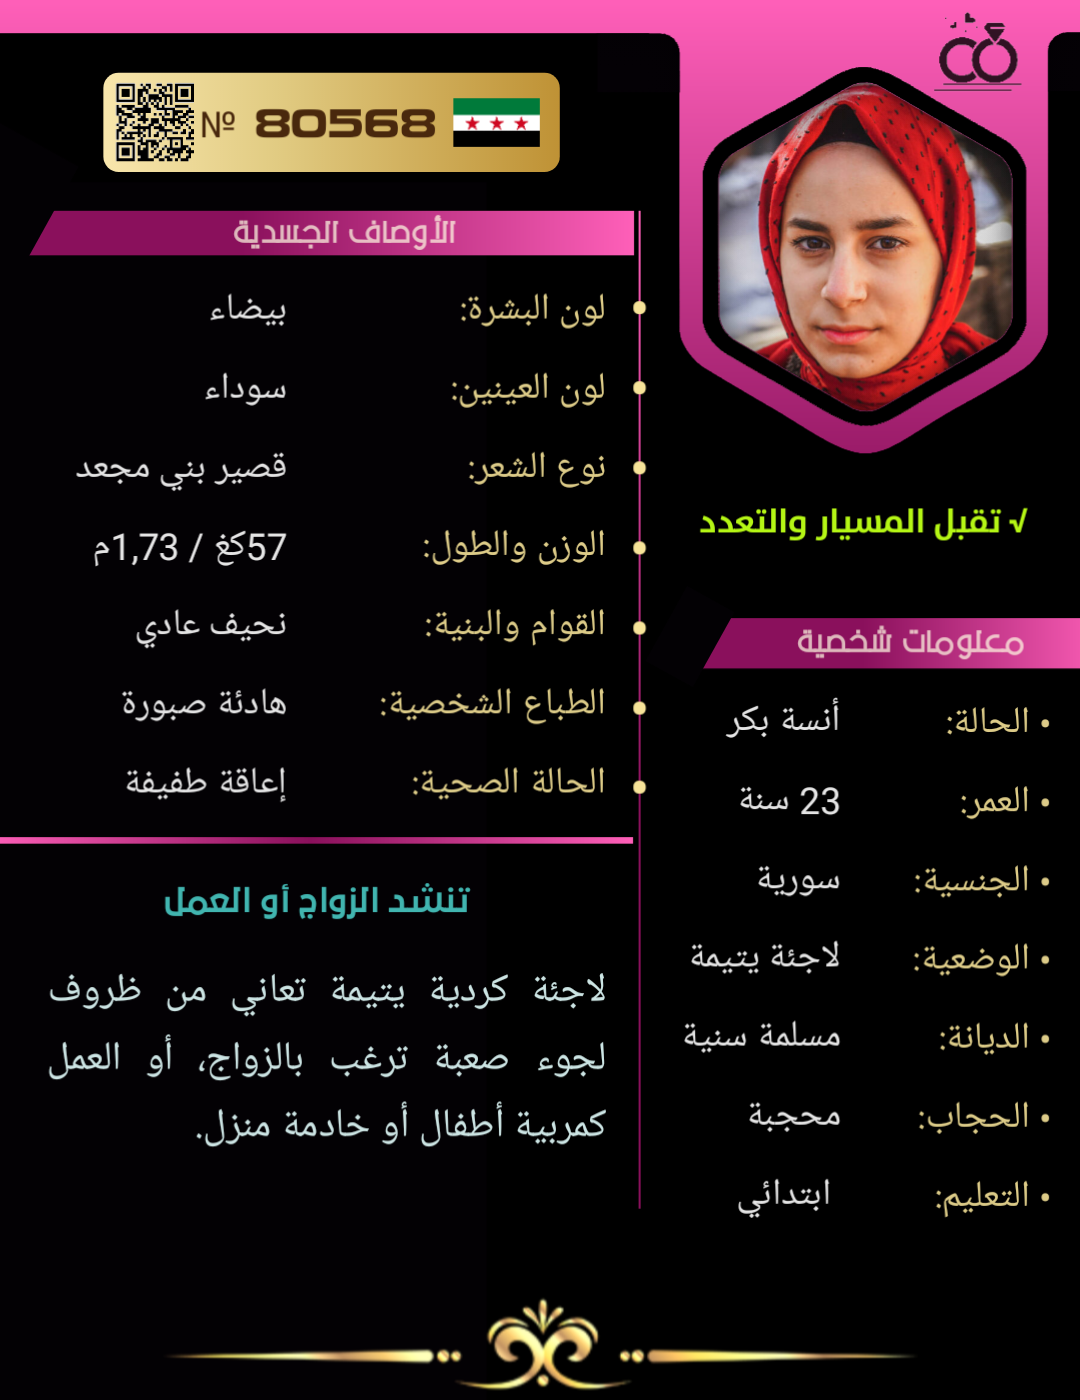 № 80568
√ تقبل المسيار والتعدد
معلومات شخصية
• الحالة: أنسة بكر
• العمر: 23 سنة
• الجنسية: سورية
• الوضعية: لاجئة يتيمة
• الديانة: مسلمة سنية
• الحجاب: محجبة
• التعليم: ابتدائي
الأوصاف الجسدية
لون البشرة: بيضاء
لون العينين: سوداء
نوع الشعر: قصير بني مجعد
الوزن والطول: 57كغ / 1,73م
القوام والبنية: نحيف عادي
الطباع الشخصية: هادئة صبورة
الحالة الصحية: إعاقة طفيفة
تنشد الزواج أو العمل
لاجئة كردية يتيمة تعاني من ظروف
لجوء صعبة ترغب بالزواج، أو العمل
كمربية أطفال أو خادمة منزل.